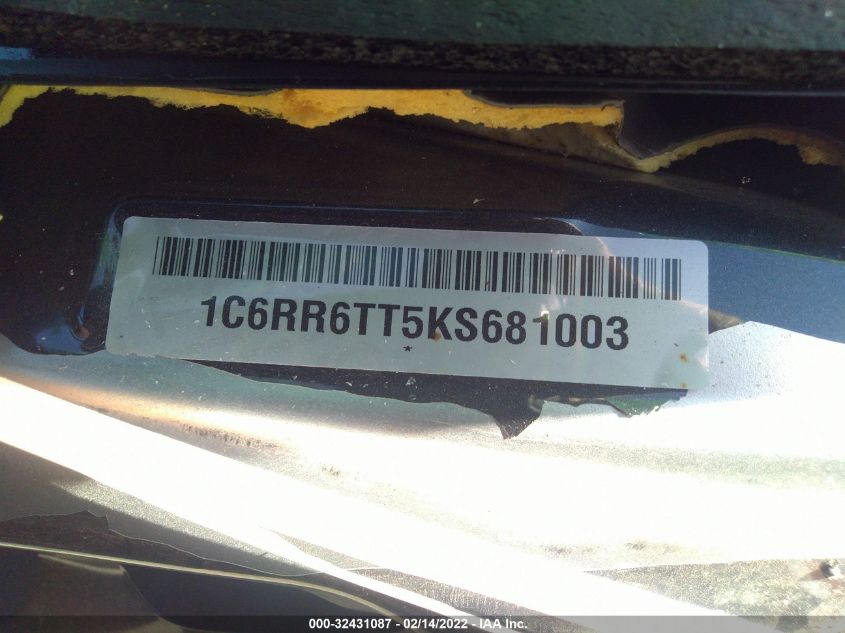 1C6RR6TT5KS681003
*
000-32431087 - 02/14/2022 - IAA Inc.